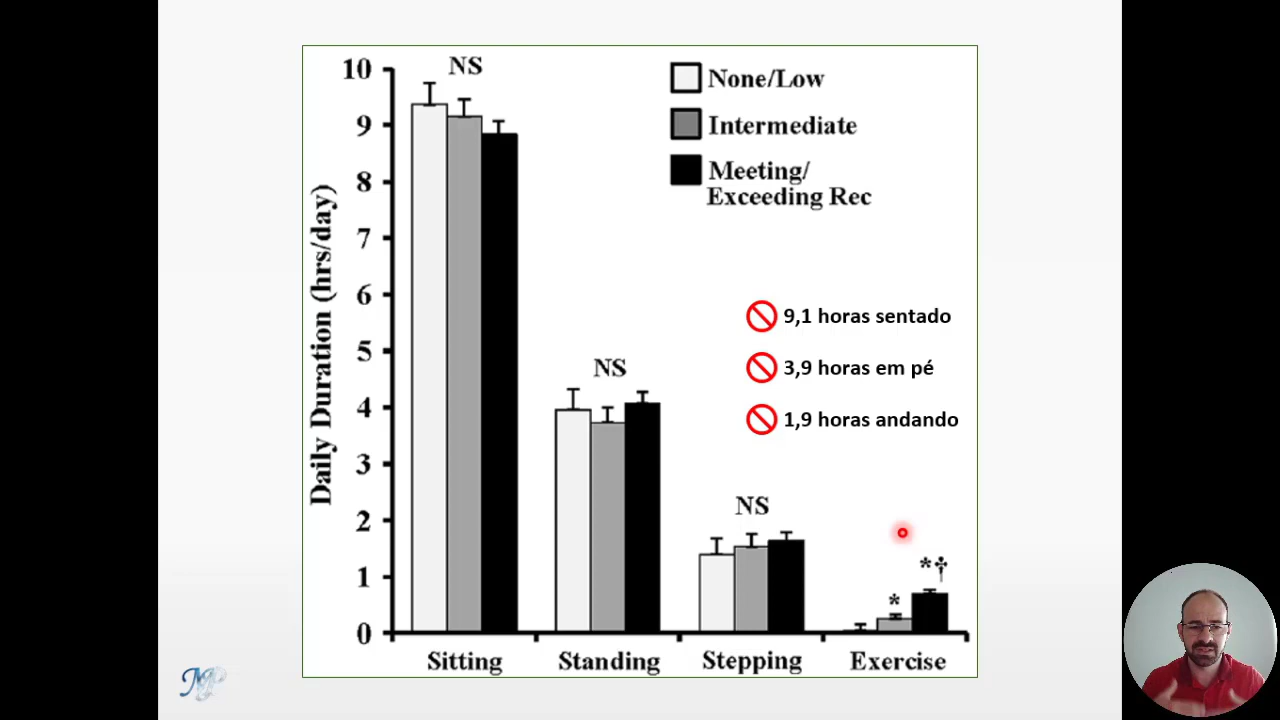 NS
10
9
8
7
6
5
4
3
2
1
0
Daily Duration (hrs/day)
None/Low
Intermediate
Meeting/
Exceeding Rec
9,1 horas sentado
3,9 horas em pé
1,9 horas andando
NS
NS
*
*†
Sitting
Standing
Stepping
Exercise